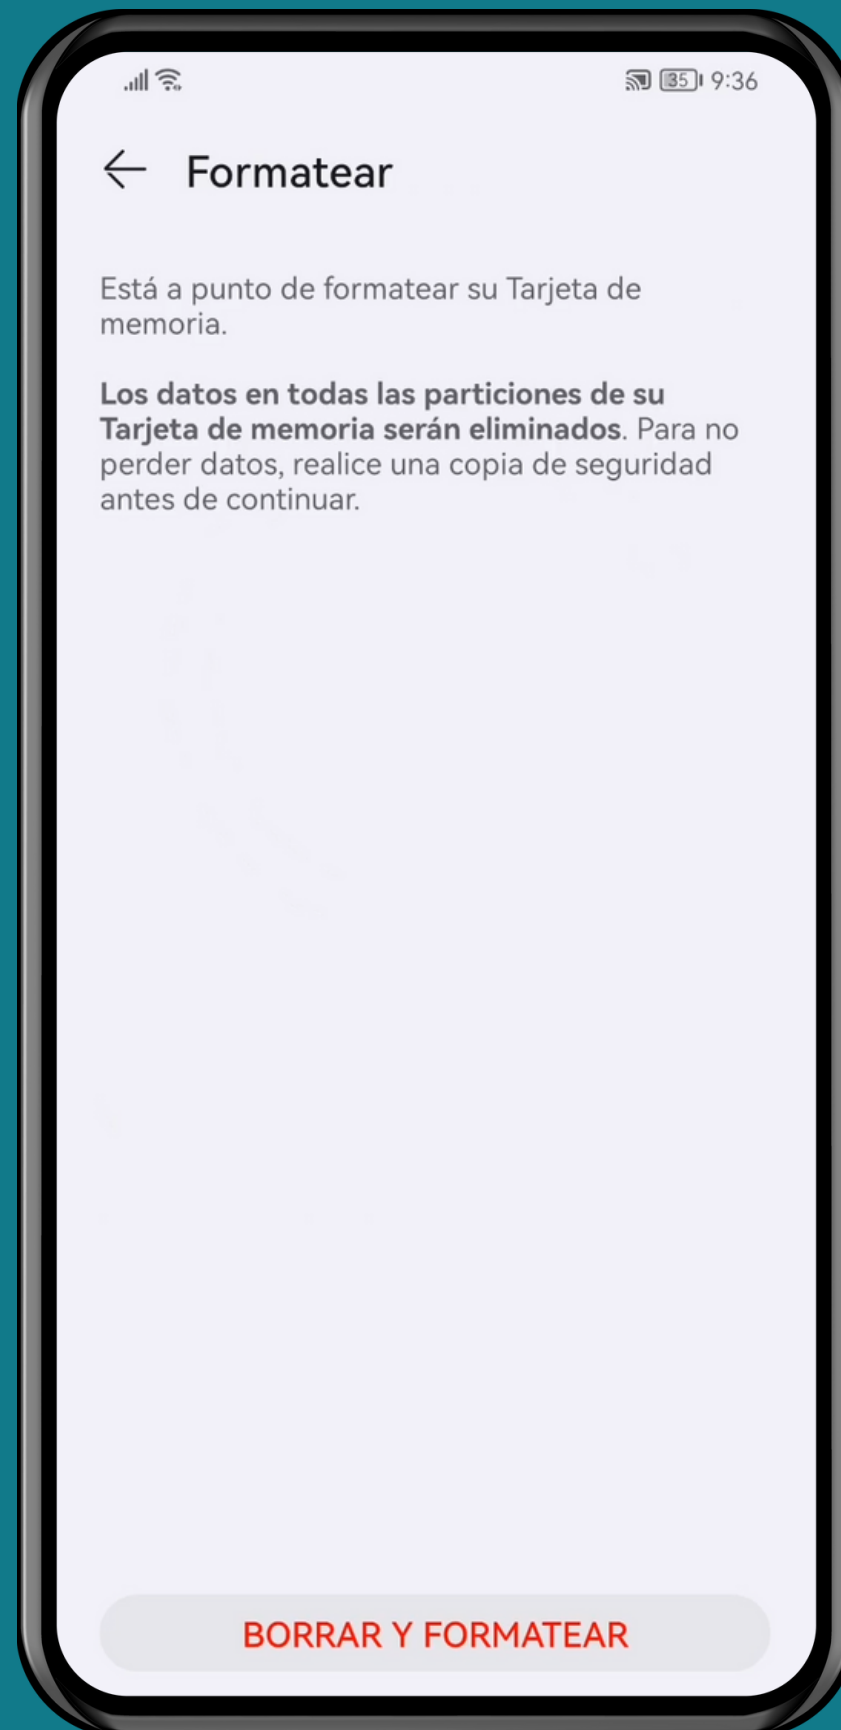 35 9:36
Formatear
Está a punto de formatear su Tarjeta de
memoria.
Los datos en todas las particiones de su
Tarjeta de memoria serán eliminados. Para no
perder datos, realice una copia de seguridad
antes de continuar.
BORRAR Y FORMATEAR